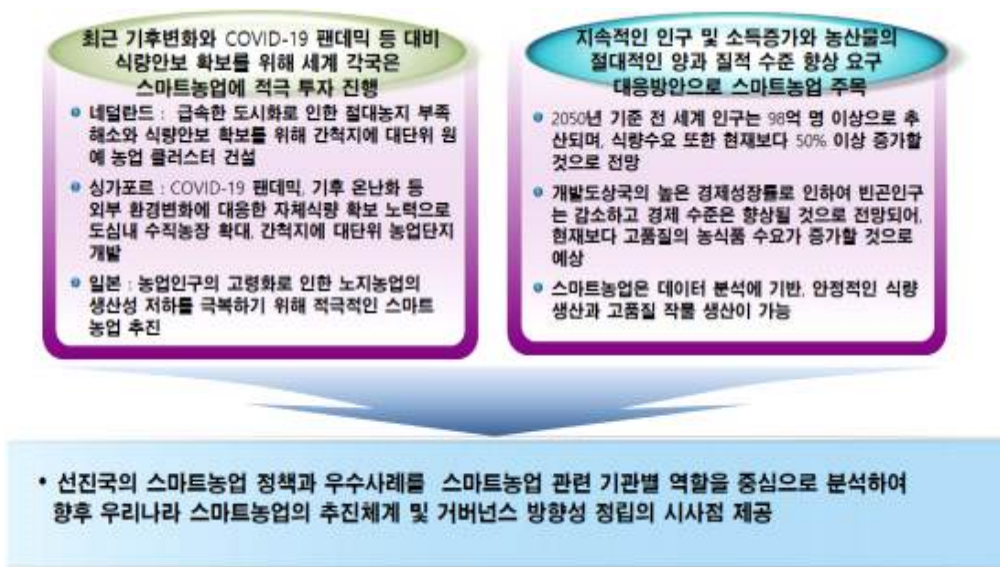 최근 기후변화와 COVID-19 팬데믹 등 대비
식량안보 확보를 위해 세계 각국은
스마트농업에 적극 투자 진행
네덜란드 : 급속한 도시화로 인한 절대농지 부족
해소와 식량안보 확보를 위해 간척지에 대단위 원
예 농업 클러스터 건설
싱가포르 : COVID-19 팬데믹, 기후 온난화 등
외부 환경변화에 대응한 자체식량 확보 노력으로
도심내 수직농장 확대, 간척지에 대단위 농업단지
개발
일본 : 농업인구의 고령화로 인한 노지농업의
생산성 저하를 극복하기 위해 적극적인 스마트
농업 추진
지속적인 인구 및 소득증가와 농산물의
절대적인 양과 질적 수준 향상 요구
대응방안으로 스마트농업 주목
2050년 기준 전 세계 인구는 98억 명 이상으로 추
산되며, 식량수요 또한 현재보다 50% 이상 증가할
것으로 전망
개발도상국의 높은 경제성장률로 인하여 빈곤인구
는 감소하고 경제 수준은 향상될 것으로 전망되어,
현재보다 고품질의 농식품 수요가 증가할 것으로
예상
스마트농업은 데이터 분석에 기반, 안정적인 식량
생산과 고품질 작물 생산이 가능
• 선진국의 스마트농업 정책과 우수사례를 스마트농업 관련 기관별 역할을 중심으로 분석하여
향후 우리나라 스마트농업의 추진체계 및 거버넌스 방향성 정립의 시사점 제공